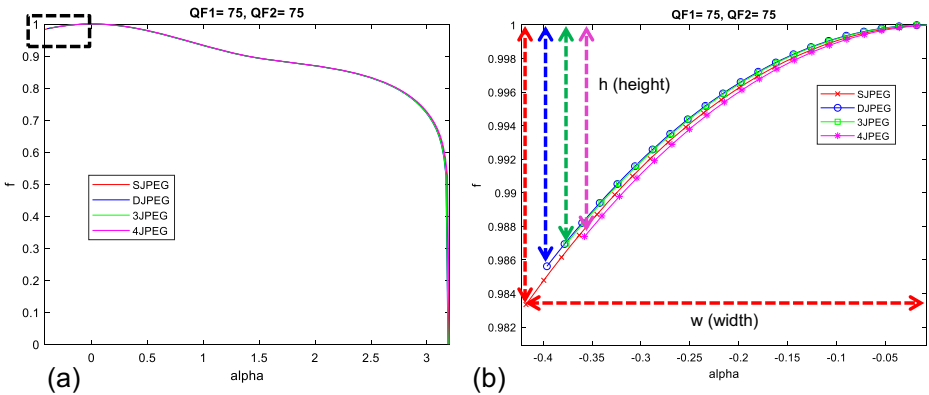 QF1= 75, QF2= 75
1
0.9
0.8
0.7
0.6
0.5
0.4
0.3
0.2
0.1
0
f
SJPEG
DJPEG
3JPEG
4JPEG
0 0.5 1 1.5 2 2.5 3
alpha
(a)
QF1= 75, QF2= 75
1
0.998
0.996
0.994
0.992
0.99
0.988
0.986
0.984
0.982
f
h (height)
SJPEG
DJPEG
3JPEG
4JPEG
w (width)
-0.4 -0.35 -0.3 -0.25 -0.2 -0.15 -0.1 -0.05
alpha
(b)